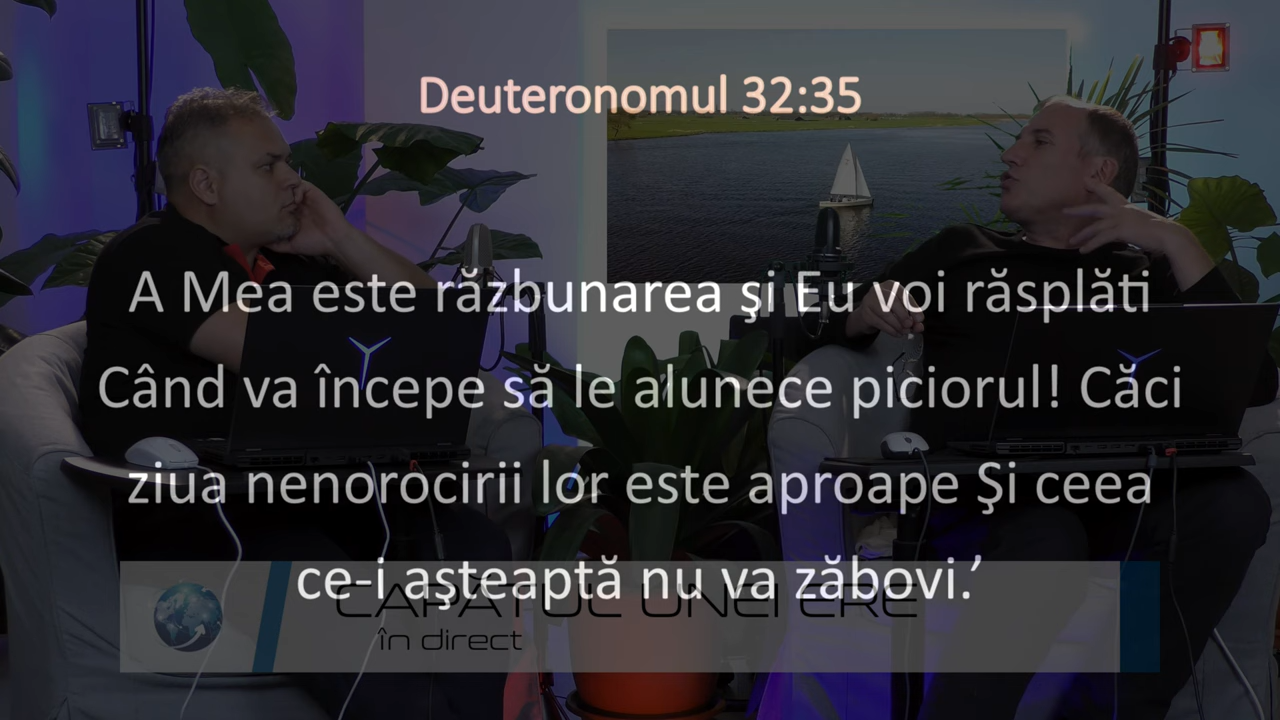 Deuteronomul 32:35
A Mea este răzbunarea şi Eu voi răsplăti
Când va începe să le alunece piciorul! Căci
ziua nenorocirii lor este aproape Şi ceea
ce-i aşteaptă nu va zăbovi.’
CAPĂTUL UNEI ERE
în direct